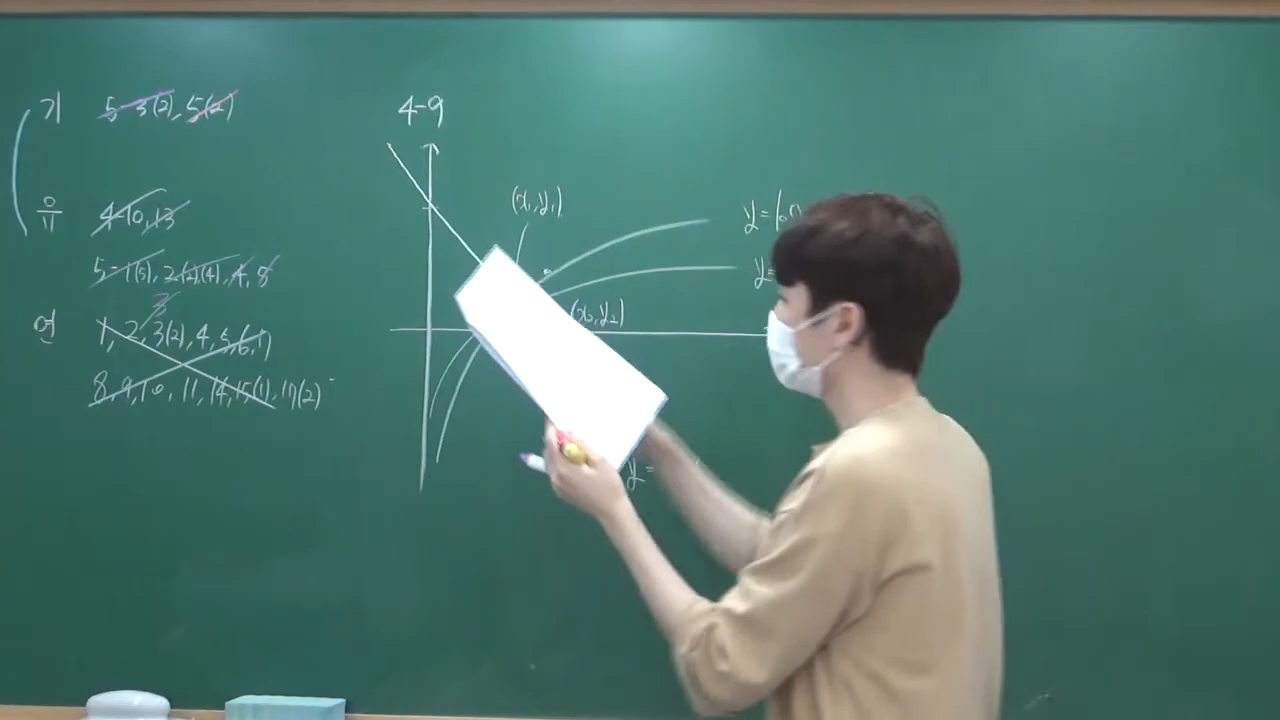 기 5-3(2), 5(2)
유 4-10, 13
5-1(5), 2(2),(4), 4, 8
3
연 1, 2, 3(2), 4, 5, 6, 7
8, 9, 10, 11, 14, 15(1), 17(2)
4-9
(x₁, y₁)
y=log
y=
(x₂, y₂)
y=